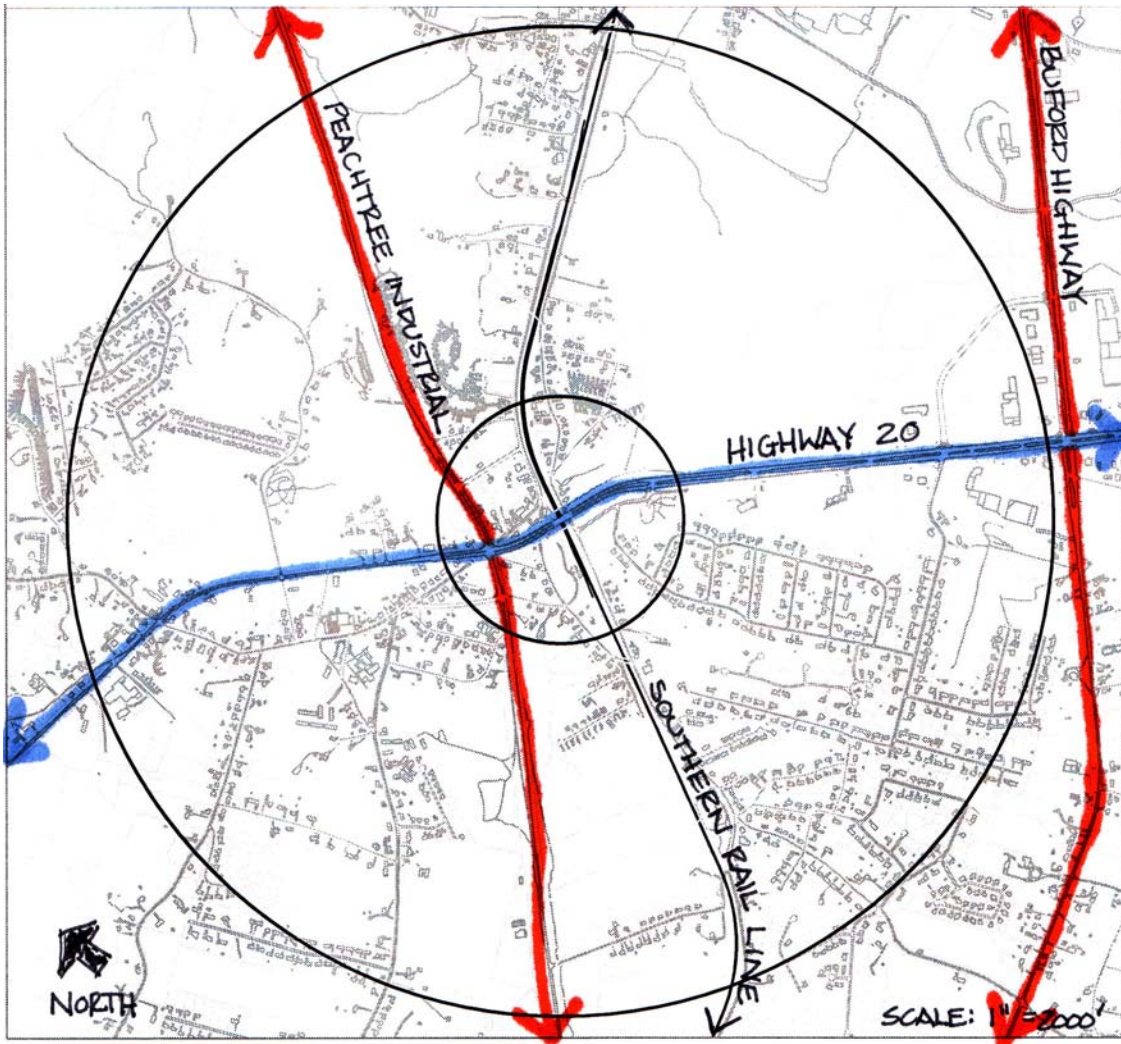 PEACHTREE INDUSTRIAL
BUFORD HIGHWAY
HIGHWAY 20
SOUTHERN RAIL LINE
NORTH
SCALE: 1" = 2000'